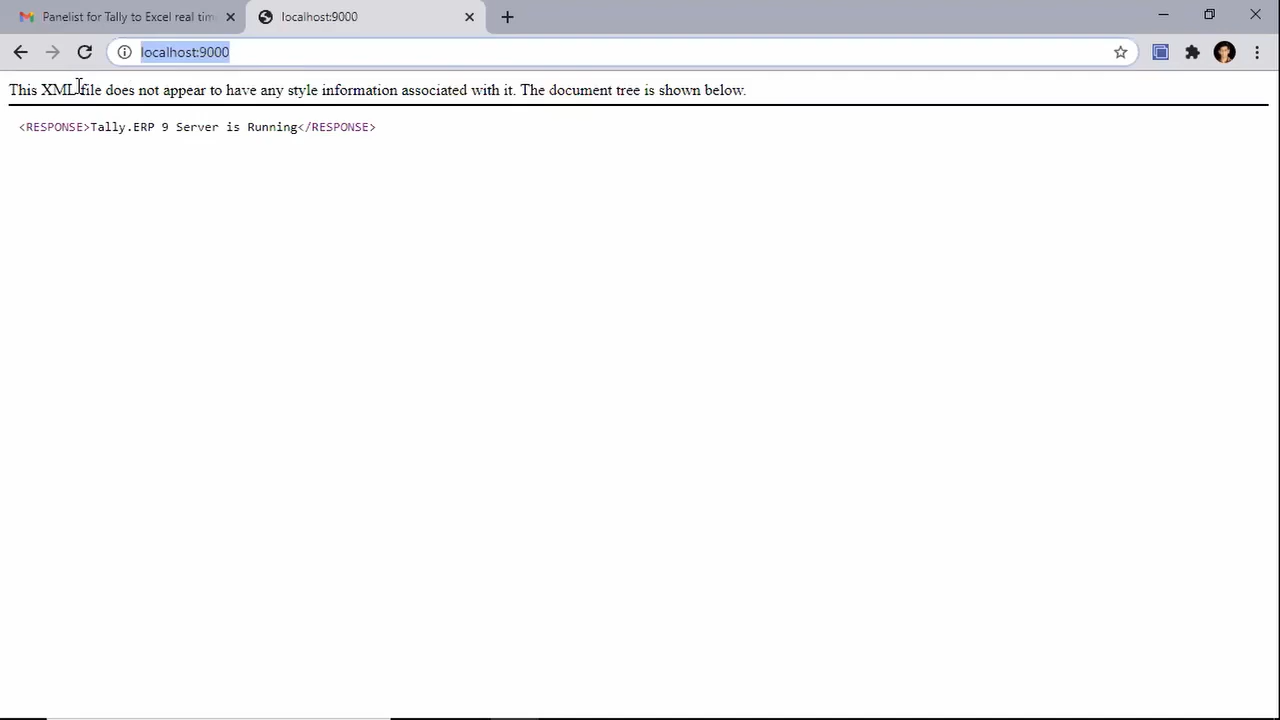 Panelist for Tally to Excel real tim
localhost:9000
localhost:9000
This XML file does not appear to have any style information associated with it. The document tree is shown below.
<RESPONSE>Tally.ERP 9 Server is Running</RESPONSE>